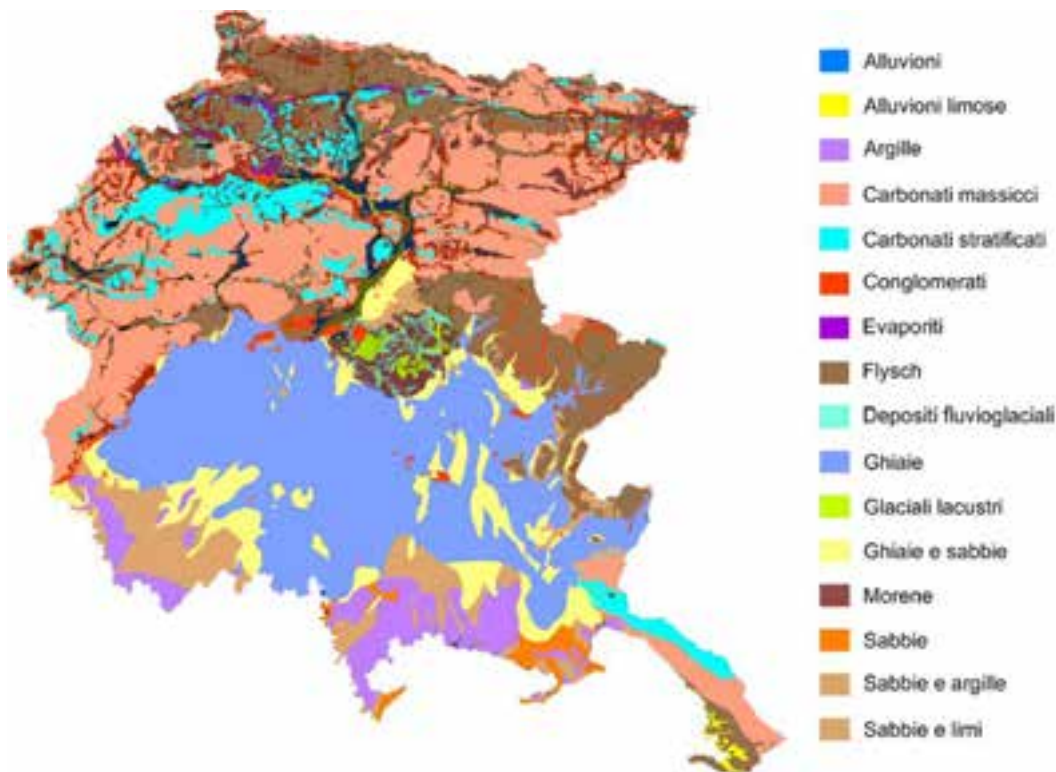 Alluvioni
Alluvioni limose
Argille
Carbonati massicci
Carbonati stratificati
Conglomerati
Evaporiti
Flysch
Depositi fluvioglaciali
Ghiaie
Glaciali lacustri
Ghiaie e sabbie
Morene
Sabbie
Sabbie e argille
Sabbie e limi